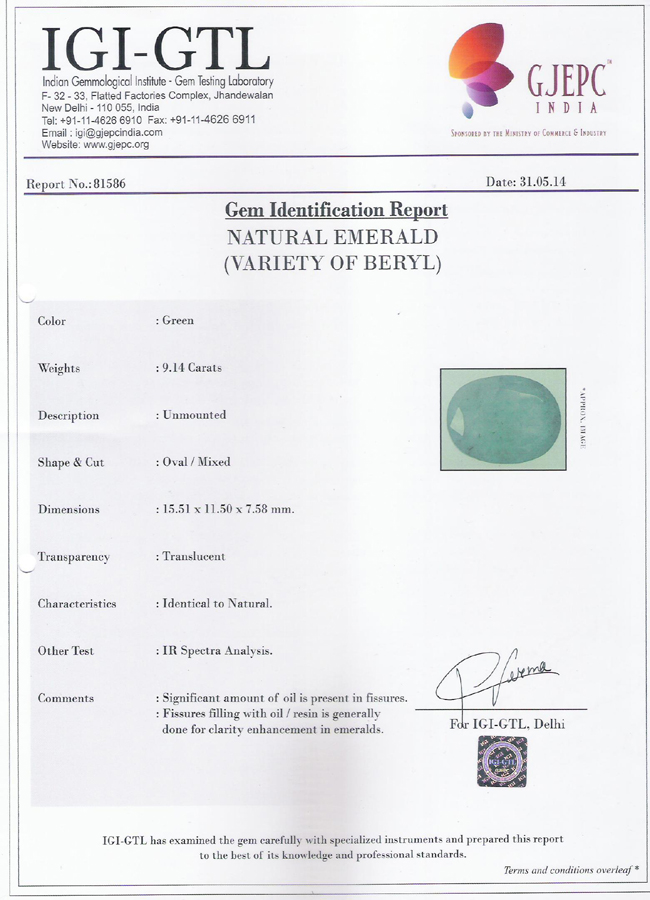 IGI-GTL
Indian Gemmological Institute - Gem Testing Laboratory
F- 32 - 33, Flatted Factories Complex, Jhandewalan
New Delhi - 110 055, India
Tel: +91-11-4626 6910 Fax: +91-11-4626 6911
Email : igi@gjepcindia.com
Website: www.gjepc.org
GJEPC™
INDIA
SPONSORED BY THE MINISTRY OF COMMERCE & INDUSTRY
Report No.:81586 Date: 31.05.14
Gem Identification Report
NATURAL EMERALD
(VARIETY OF BERYL)
Color : Green
Weights : 9.14 Carats
Description : Unmounted
Shape & Cut : Oval / Mixed
Dimensions : 15.51 x 11.50 x 7.58 mm.
Transparency : Translucent
Characteristics : Identical to Natural.
Other Test : IR Spectra Analysis.
Comments : Significant amount of oil is present in fissures.
: Fissures filling with oil / resin is generally
done for clarity enhancement in emeralds.
*APPROX. IMAGE
P Verma
For IGI-GTL, Delhi
IGI-GTL
IGI-GTL has examined the gem carefully with specialized instruments and prepared this report
to the best of its knowledge and professional standards.
Terms and conditions overleaf *